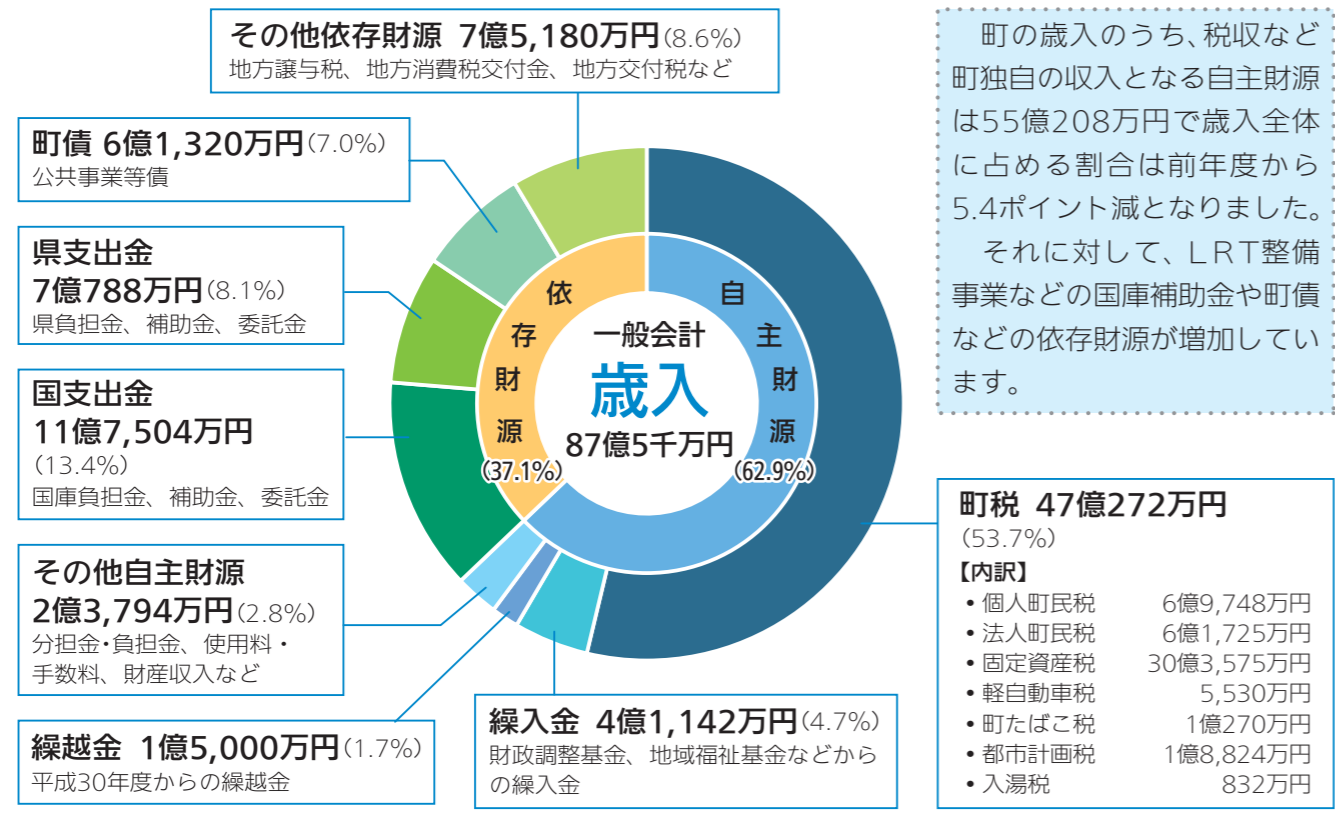 その他依存財源 7億5,180万円(8.6%)
地方譲与税、地方消費税交付金、地方交付税など
町債 6億1,320万円(7.0%)
公共事業等債
県支出金
7億788万円(8.1%)
県負担金、補助金、委託金
国支出金
11億7,504万円
(13.4%)
国庫負担金、補助金、委託金
その他自主財源
2億3,794万円(2.8%)
分担金・負担金、使用料・
手数料、財産収入など
繰越金 1億5,000万円(1.7%)
平成30年度からの繰越金
繰入金 4億1,142万円(4.7%)
財政調整基金、地域福祉基金などから
の繰入金
依存財源
(37.1%)
一般会計
歳入
87億5千万円
自主財源
(62.9%)
町の歳入のうち、税収など
町独自の収入となる自主財源
は55億208万円で歳入全体
に占める割合は前年度から
5.4ポイント減となりました。
それに対して、LRT整備
事業などの国庫補助金や町債
などの依存財源が増加してい
ます。
町税 47億272万円
(53.7%)
【内訳】
・個人町民税 6億9,748万円
・法人町民税 6億1,725万円
・固定資産税 30億3,575万円
・軽自動車税 5,530万円
・町たばこ税 1億270万円
・都市計画税 1億8,824万円
・入湯税 832万円